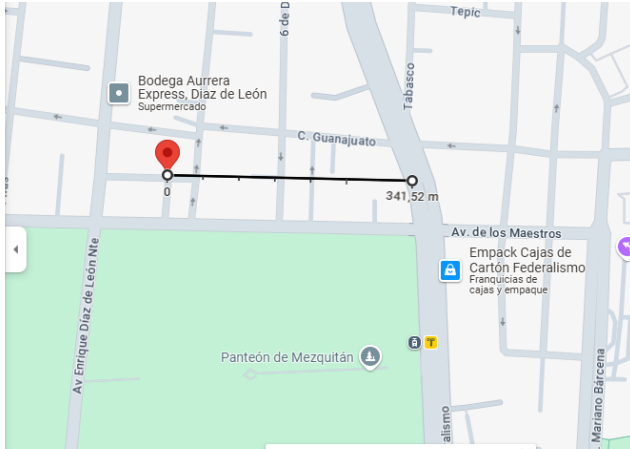 Tepic
6 de D
Bodega Aurrera
Express, Diaz de León
Supermercado
Tabasco
C. Guanajuato
0
341,52 m
Av. de los Maestros
Empack Cajas de
Cartón Federalismo
Franquicias de
cajas y empaque
Av Enrique Díaz de León Nte
Panteón de Mezquitán
T
alismo
. Mariano Bárcena